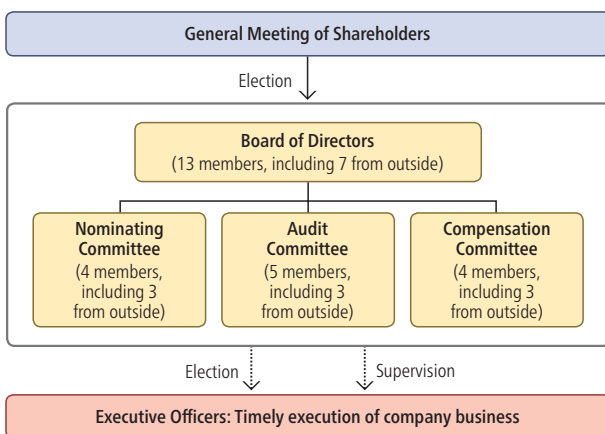 General Meeting of Shareholders
Election
Board of Directors
(13 members, including 7 from outside)
Nominating
Committee
(4 members,
including 3
from outside)
Audit
Committee
(5 members,
including 3
from outside)
Compensation
Committee
(4 members,
including 3
from outside)
Election
Supervision
Executive Officers: Timely execution of company business